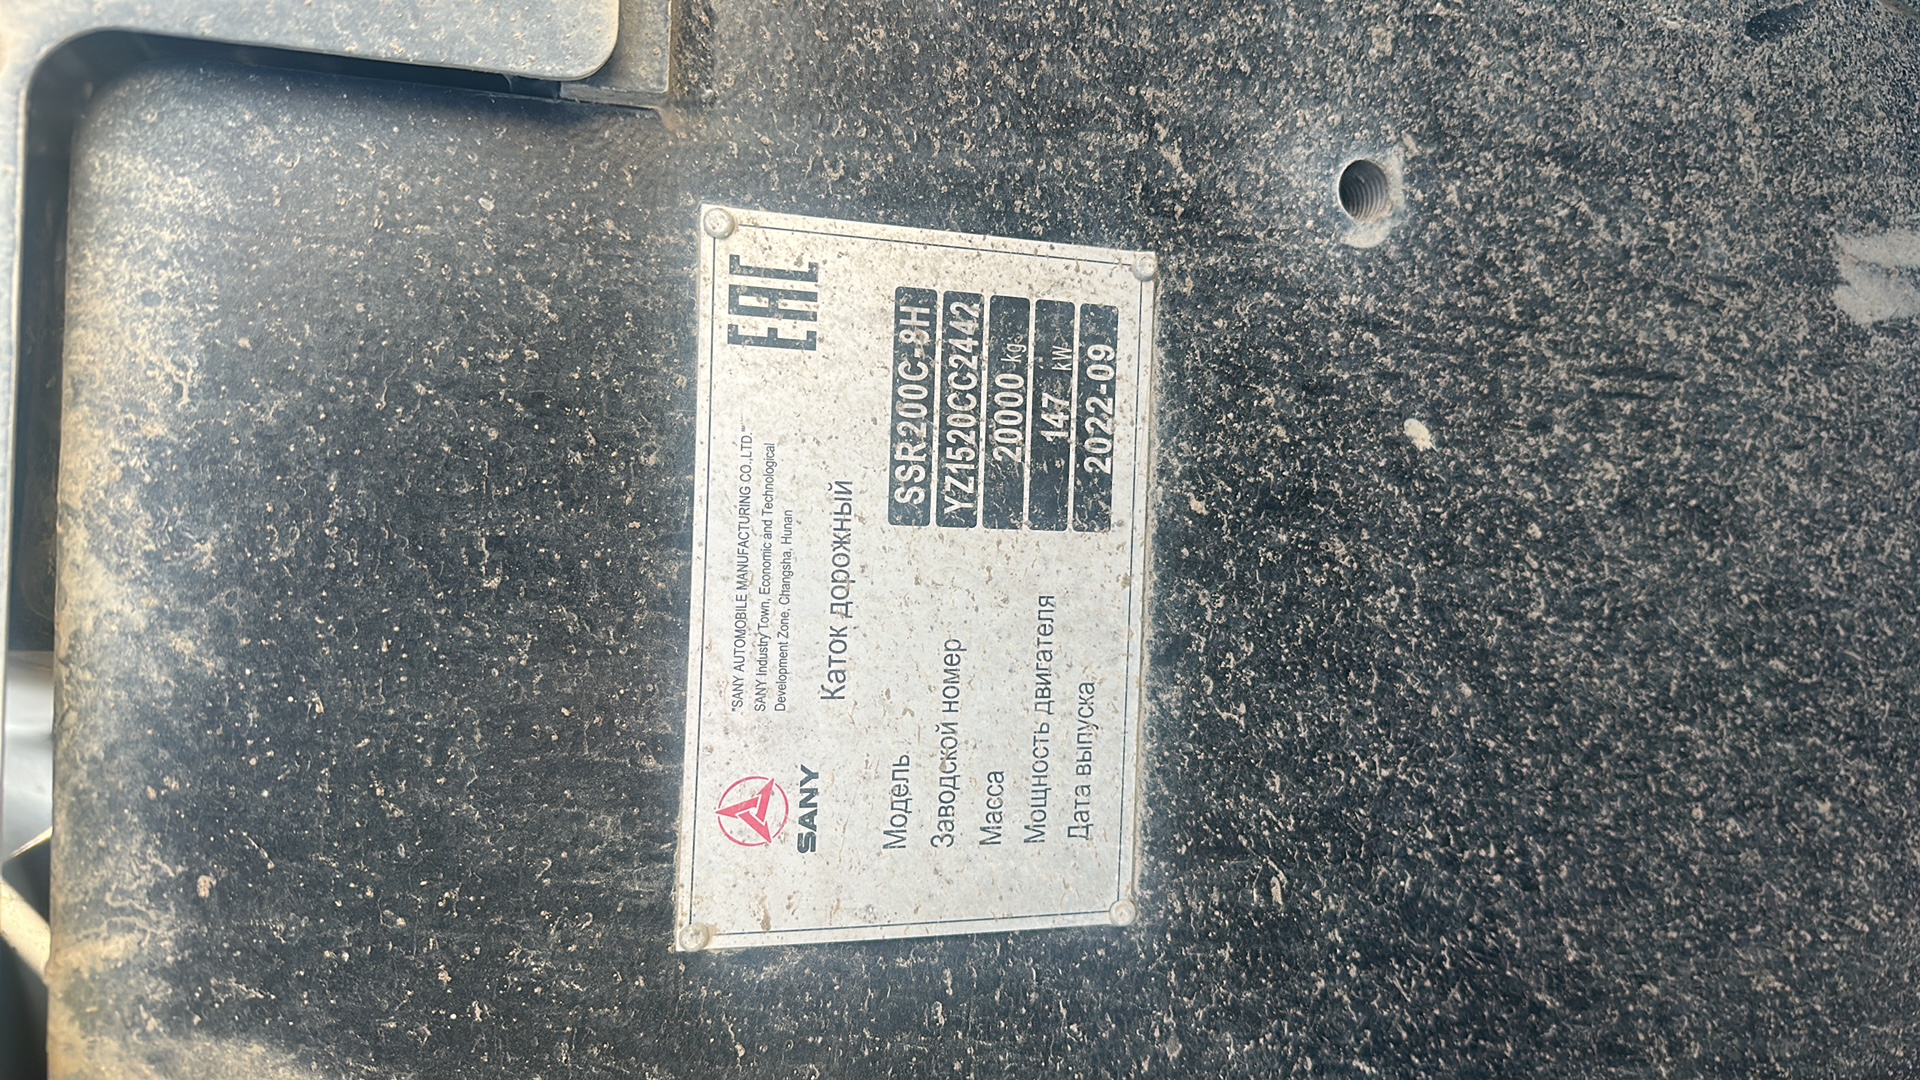 "SANY AUTOMOBILE MANUFACTURING CO.,LTD."
SANY Industry Town, Economic and Technological
Development Zone, Changsha, Hunan
EAC
SANY
Каток дорожный
Модель SSR200C-8H
Заводской номер YZ1520CC2442
Масса 20000 kg
Мощность двигателя 147 kW
Дата выпуска 2022-09